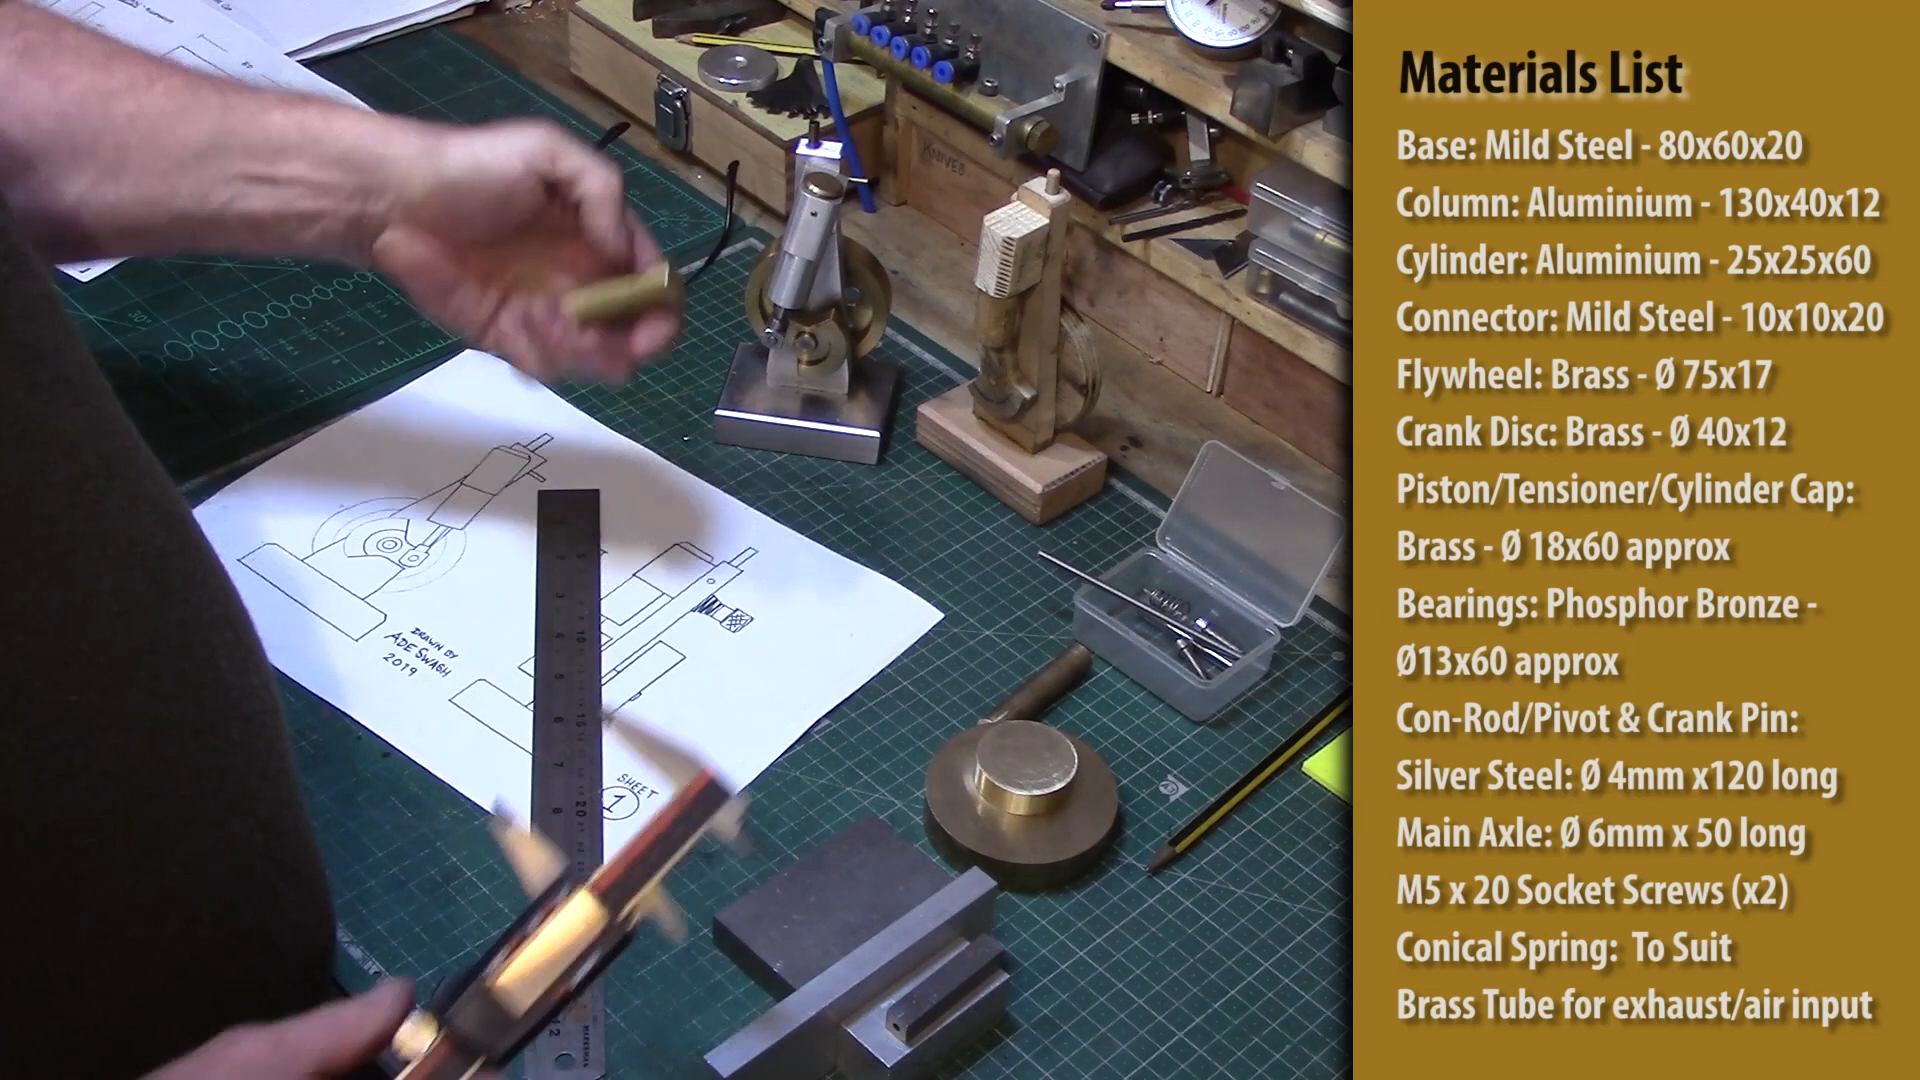 Materials List
Base: Mild Steel - 80x60x20
Column: Aluminium - 130x40x12
Cylinder: Aluminium - 25x25x60
Connector: Mild Steel - 10x10x20
Flywheel: Brass - Ø 75x17
Crank Disc: Brass - Ø 40x12
Piston/Tensioner/Cylinder Cap:
Brass - Ø 18x60 approx
Bearings: Phosphor Bronze -
Ø13x60 approx
Con-Rod/Pivot & Crank Pin:
Silver Steel: Ø 4mm x120 long
Main Axle: Ø 6mm x 50 long
M5 x 20 Socket Screws (x2)
Conical Spring:  To Suit
Brass Tube for exhaust/air input
KNIVES
DRAWN BY
ADE SWASH
2019
SHEET
1